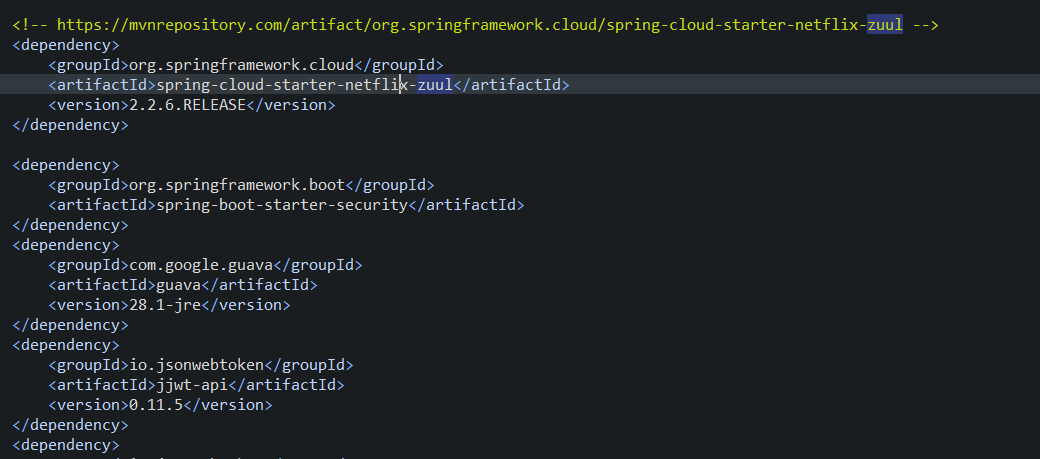 <!-- https://mvnrepository.com/artifact/org.springframework.cloud/spring-cloud-starter-netflix-zuul -->
<dependency>
    <groupId>org.springframework.cloud</groupId>
    <artifactId>spring-cloud-starter-netflix-zuul</artifactId>
    <version>2.2.6.RELEASE</version>
</dependency>

<dependency>
    <groupId>org.springframework.boot</groupId>
    <artifactId>spring-boot-starter-security</artifactId>
</dependency>
<dependency>
    <groupId>com.google.guava</groupId>
    <artifactId>guava</artifactId>
    <version>28.1-jre</version>
</dependency>
<dependency>
    <groupId>io.jsonwebtoken</groupId>
    <artifactId>jjwt-api</artifactId>
    <version>0.11.5</version>
</dependency>
<dependency>